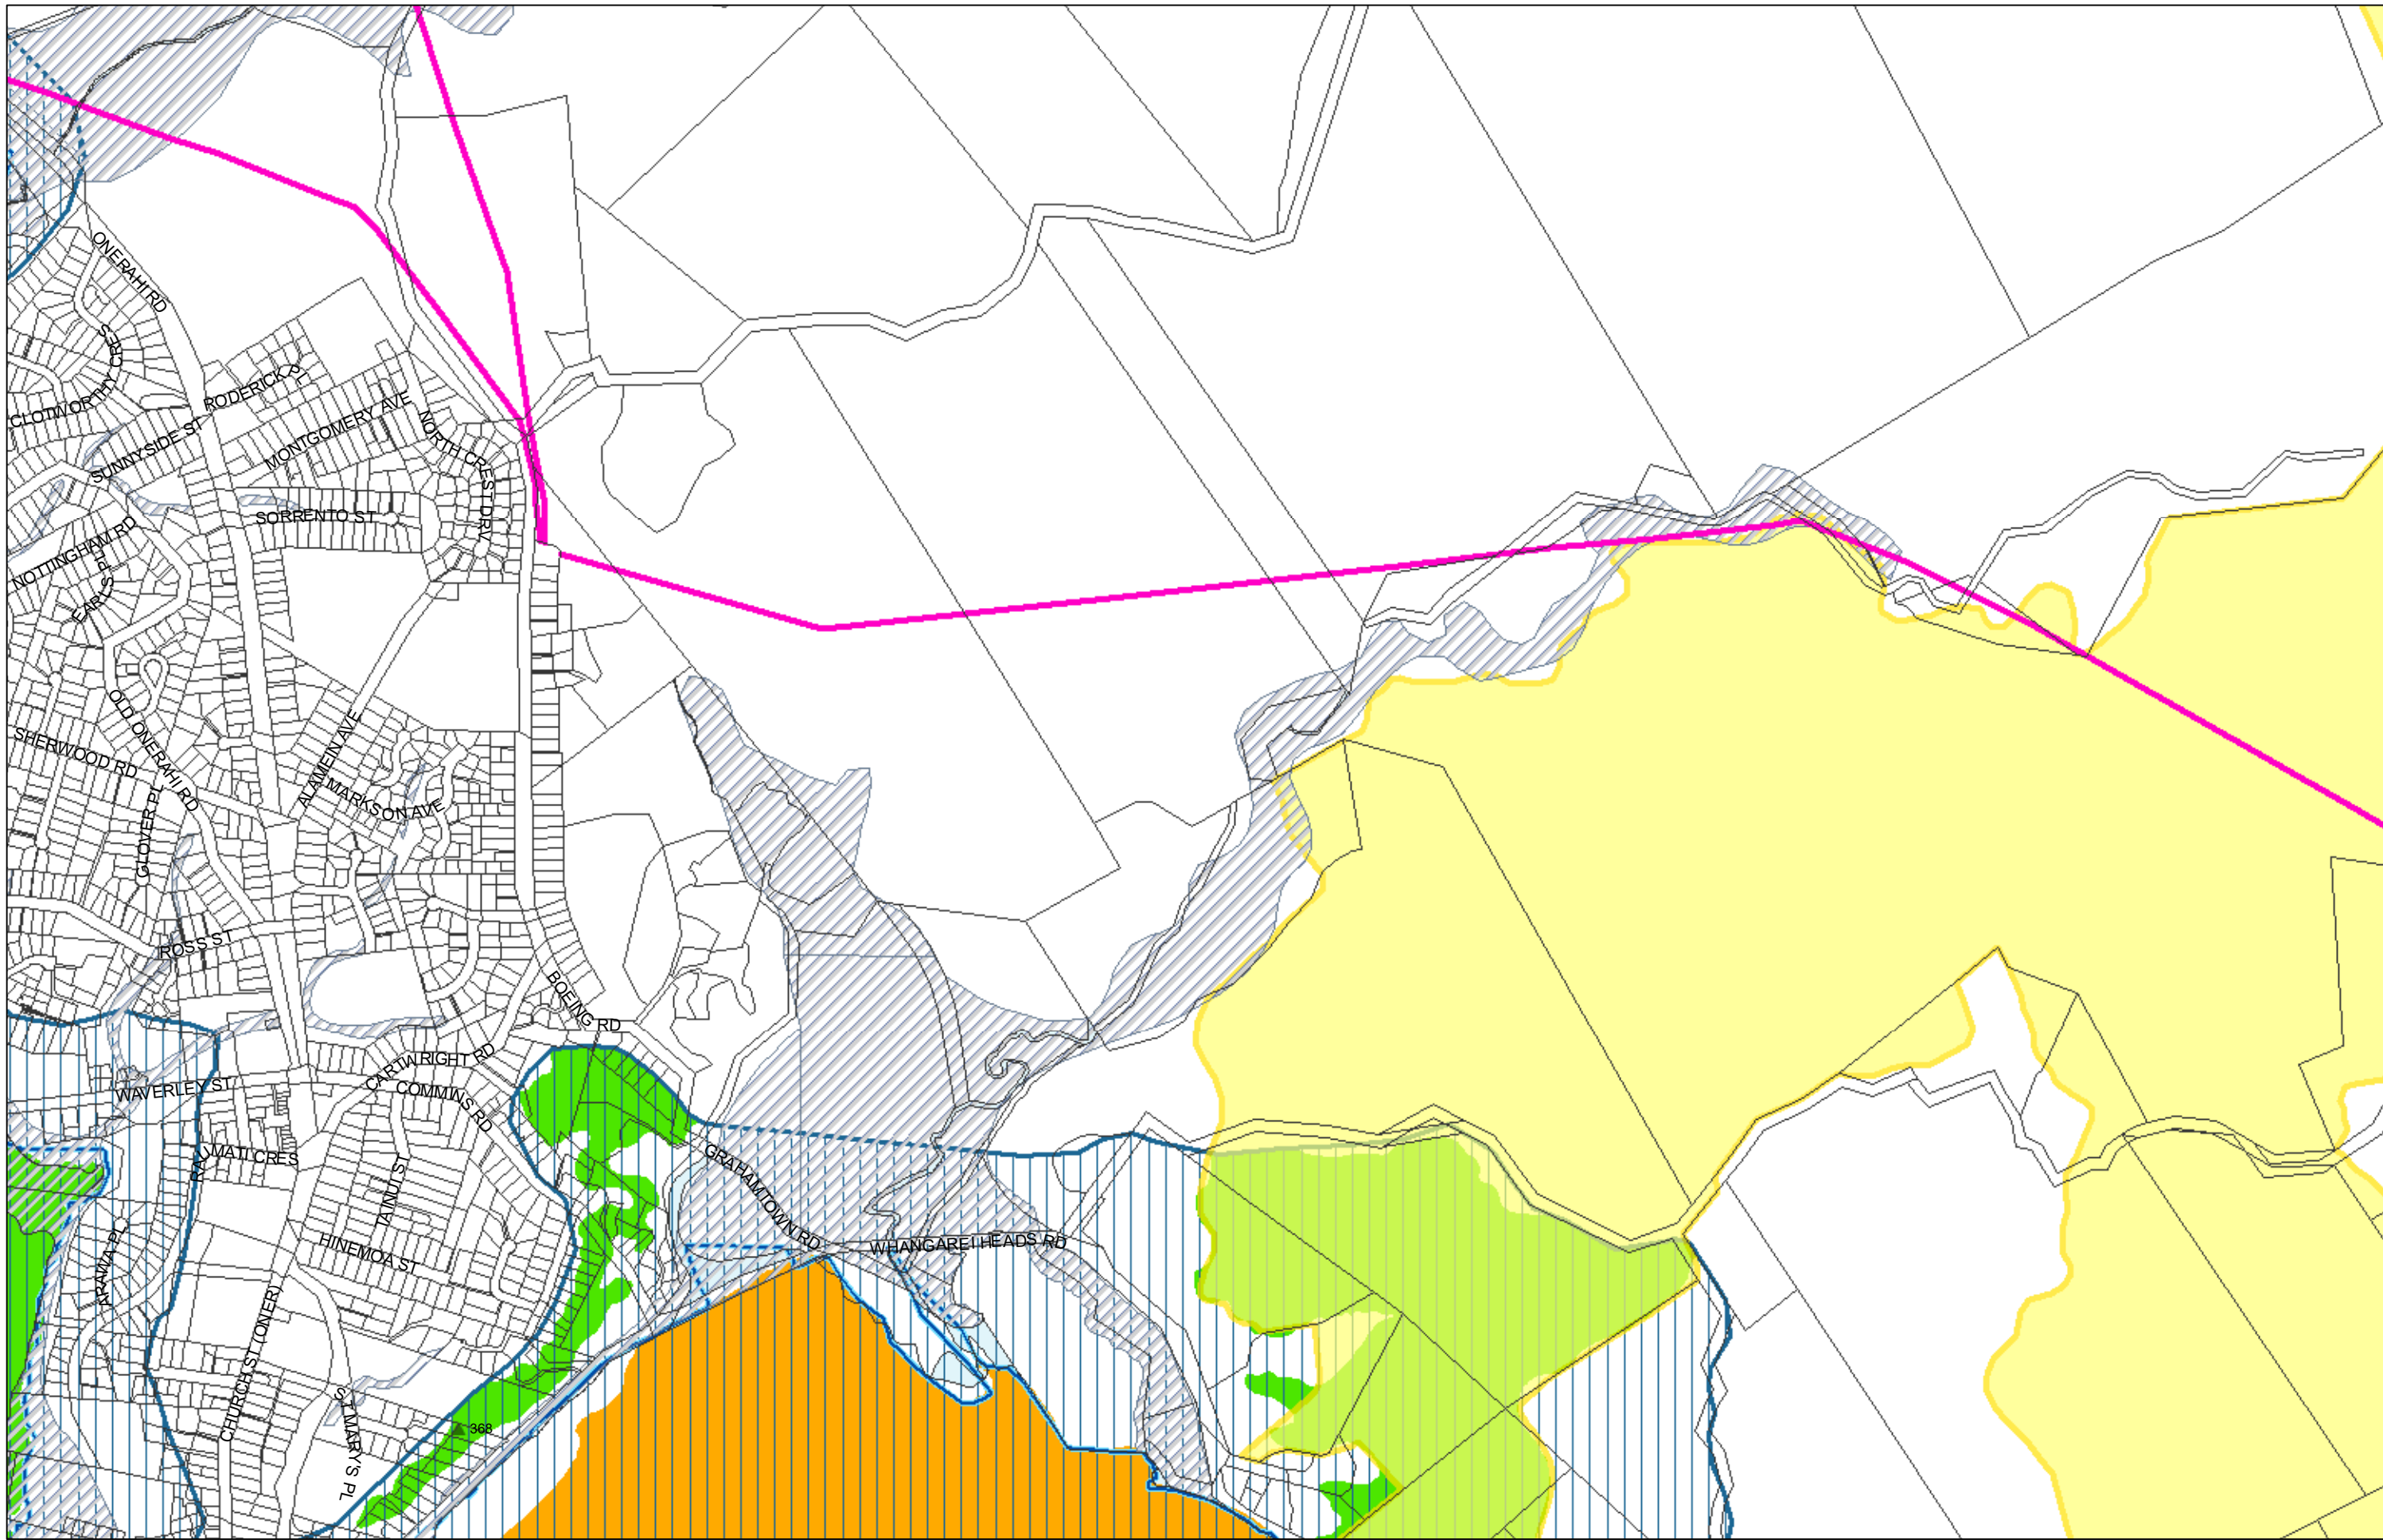 ONERAHI RD
CLOTWORTHY CRES
RODERICK PL
SUNNYSIDE ST
MONTGOMERY AVE
NORTH CREST DRIV
SORRENTO ST
NOTTINGHAM RD
EARLS PL
OLD ONERAHI RD
SHERWOOD RD
ALAMEIN AVE
MARKSON AVE
GLOVER PL
ROSS ST
BOEING RD
CARTWRIGHT RD
WAVERLEY ST
COMMINS RD
RAUMATI CRES
TAINUI ST
GRAHAMTOWN RD
WHANGAREI HEADS RD
ARAWA PL
HINEMOA ST
CHURCH ST (ONER)
ST MARY'S PL
368